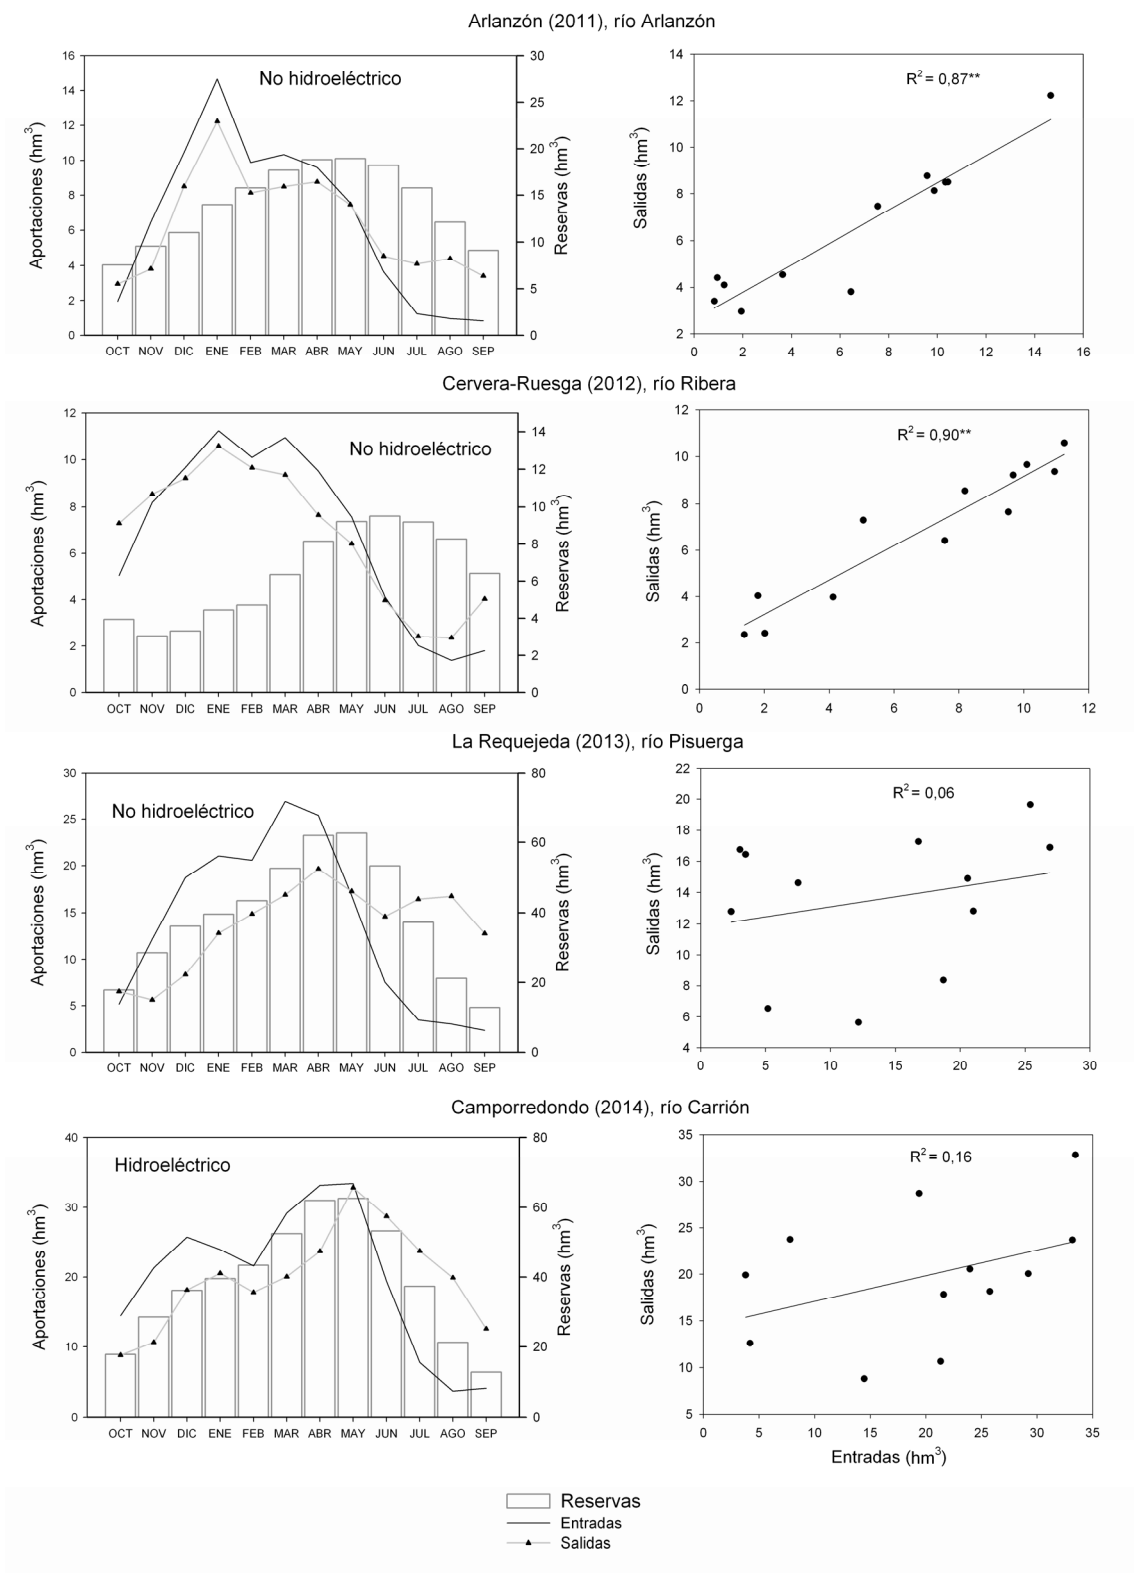 Arlanzón (2011), río Arlanzón
Aportaciones (hm³)
16
14
12
10
8
6
4
2
0
No hidroeléctrico
30
25
20
15
10
5
0
Reservas (hm³)
OCT NOV DIC ENE FEB MAR ABR MAY JUN JUL AGO SEP
Salidas (hm³)
14
12
10
8
6
4
2
R² = 0,87**
0 2 4 6 8 10 12 14 16
Cervera-Ruesga (2012), río Ribera
Aportaciones (hm³)
12
10
8
6
4
2
0
No hidroeléctrico
14
12
10
8
6
4
2
0
Reservas (hm³)
OCT NOV DIC ENE FEB MAR ABR MAY JUN JUL AGO SEP
Salidas (hm³)
12
10
8
6
4
2
0
R² = 0,90**
0 2 4 6 8 10 12
La Requejeda (2013), río Pisuerga
Aportaciones (hm³)
30
25
20
15
10
5
0
No hidroeléctrico
80
60
40
20
0
Reservas (hm³)
OCT NOV DIC ENE FEB MAR ABR MAY JUN JUL AGO SEP
Salidas (hm³)
22
20
18
16
14
12
10
8
6
4
R² = 0,06
0 5 10 15 20 25 30
Camporredondo (2014), río Carrión
Aportaciones (hm³)
40
30
20
10
0
Hidroeléctrico
80
60
40
20
0
Reservas (hm³)
OCT NOV DIC ENE FEB MAR ABR MAY JUN JUL AGO SEP
Salidas (hm³)
35
30
25
20
15
10
5
R² = 0,16
0 5 10 15 20 25 30 35
Entradas (hm³)
Reservas
Entradas
Salidas